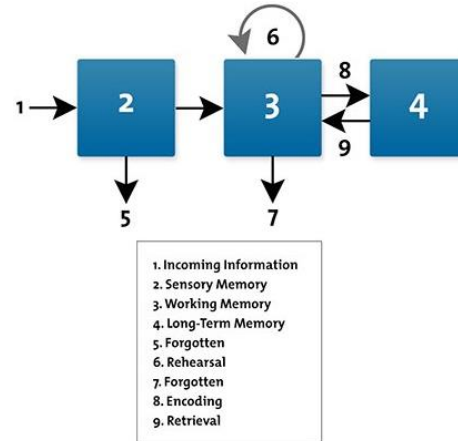 6
8
1
2
3
4
9
5
7
1. Incoming Information
2. Sensory Memory
3. Working Memory
4. Long-Term Memory
5. Forgotten
6. Rehearsal
7. Forgotten
8. Encoding
9. Retrieval